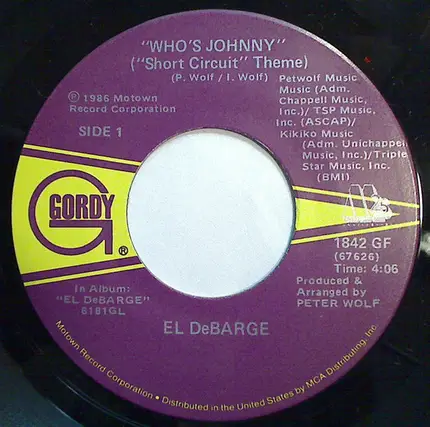 "WHO'S JOHNNY"
("Short Circuit" Theme)
(P. Wolf / I. Wolf)
℗ 1986 Motown
Record Corporation
SIDE 1
Petwolf Music
Music (Adm.
Chappell Music,
Inc.)/ TSP Music,
Inc. (ASCAP)/
Kikiko Music
(Adm. Unichappel
Music, Inc.)/Triple
Star Music, Inc.
(BMI)
GORDY
®
1842 GF
(67626)
Time: 4:06
Produced &
Arranged by
PETER WOLF
In Album:
"EL DeBARGE"
6181GL
EL DeBARGE
Motown Record Corporation • Distributed in the United States by MCA Distributing, Inc.